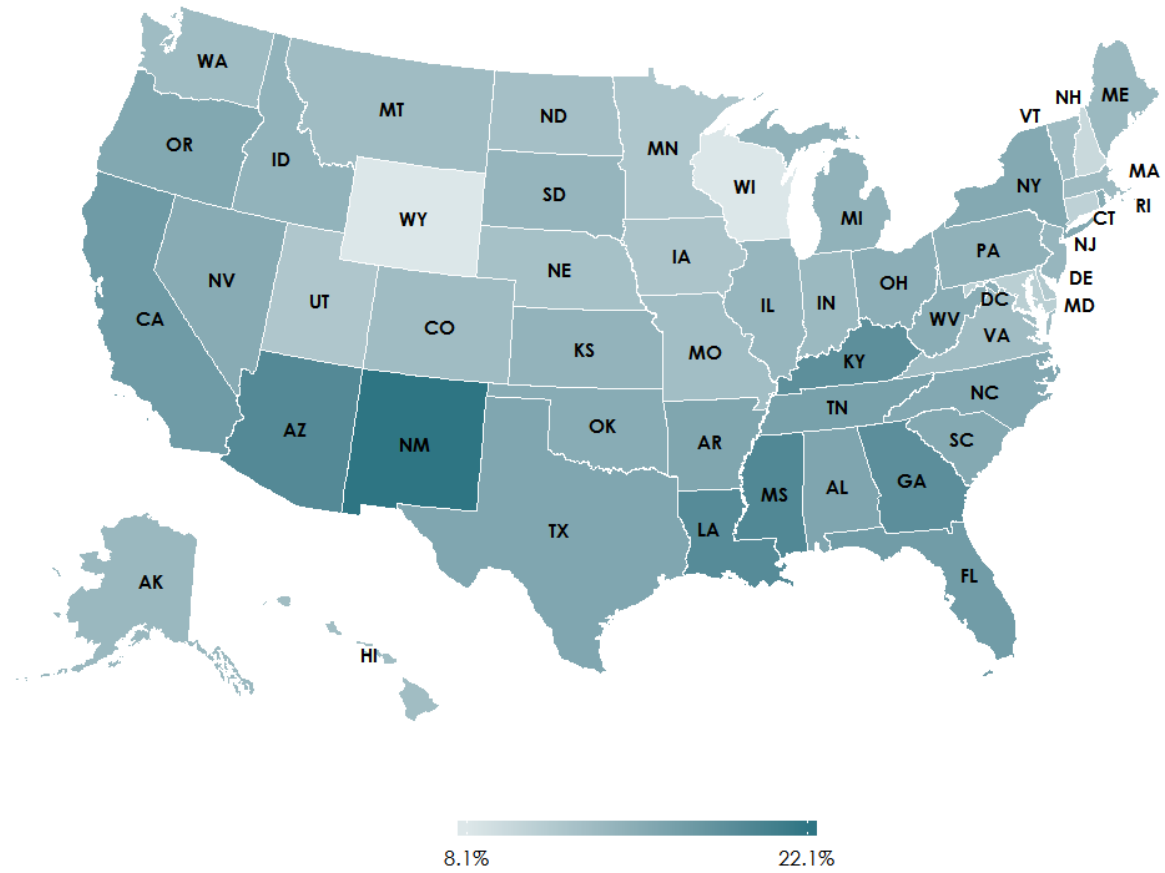 WA
MT
ND
MN
OR
ID
SD
WI
WY
MI
NH
ME
VT
NY
MA
RI
CT
NJ
PA
NV
UT
NE
IA
CA
CO
IL
IN
OH
DE
DC
MD
WV
VA
KS
MO
KY
NC
TN
SC
AZ
NM
OK
AR
MS
AL
GA
LA
TX
FL
AK
HI
8.1%
22.1%